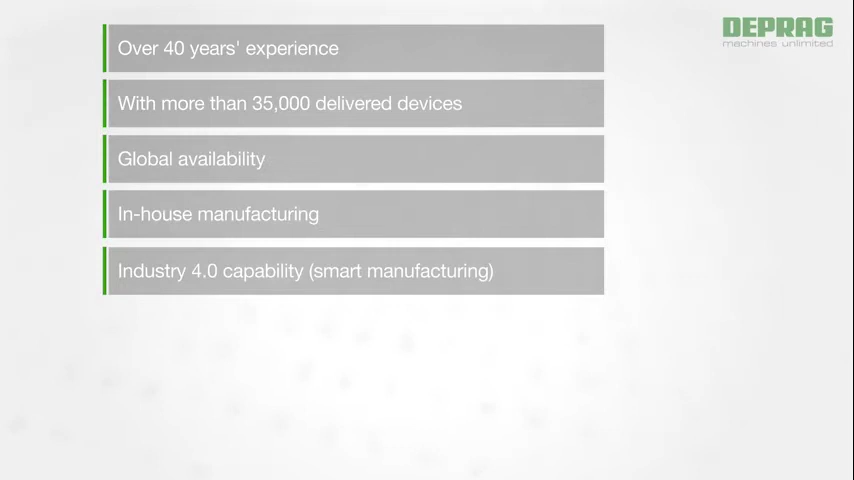 DEPRAG
machines unlimited
Over 40 years' experience
With more than 35,000 delivered devices
Global availability
In-house manufacturing
Industry 4.0 capability (smart manufacturing)